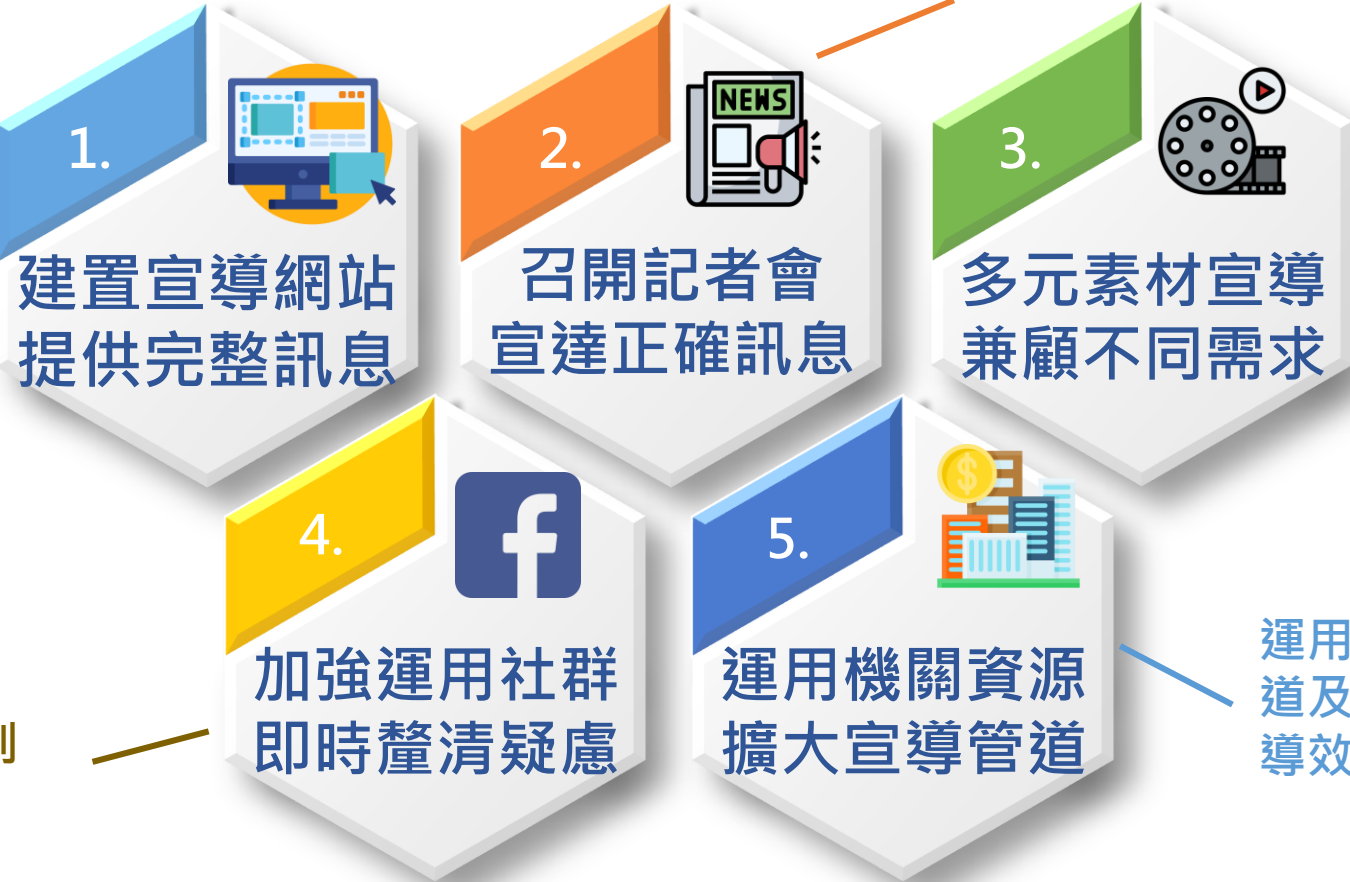 1.
建置宣導網站
提供完整訊息
2.
NEWS
召開記者會
宣達正確訊息
3.
多元素材宣導
兼顧不同需求
4.
加強運用社群
即時釐清疑慮
5.
運用機關資源
擴大宣導管道
運用
道及
導效